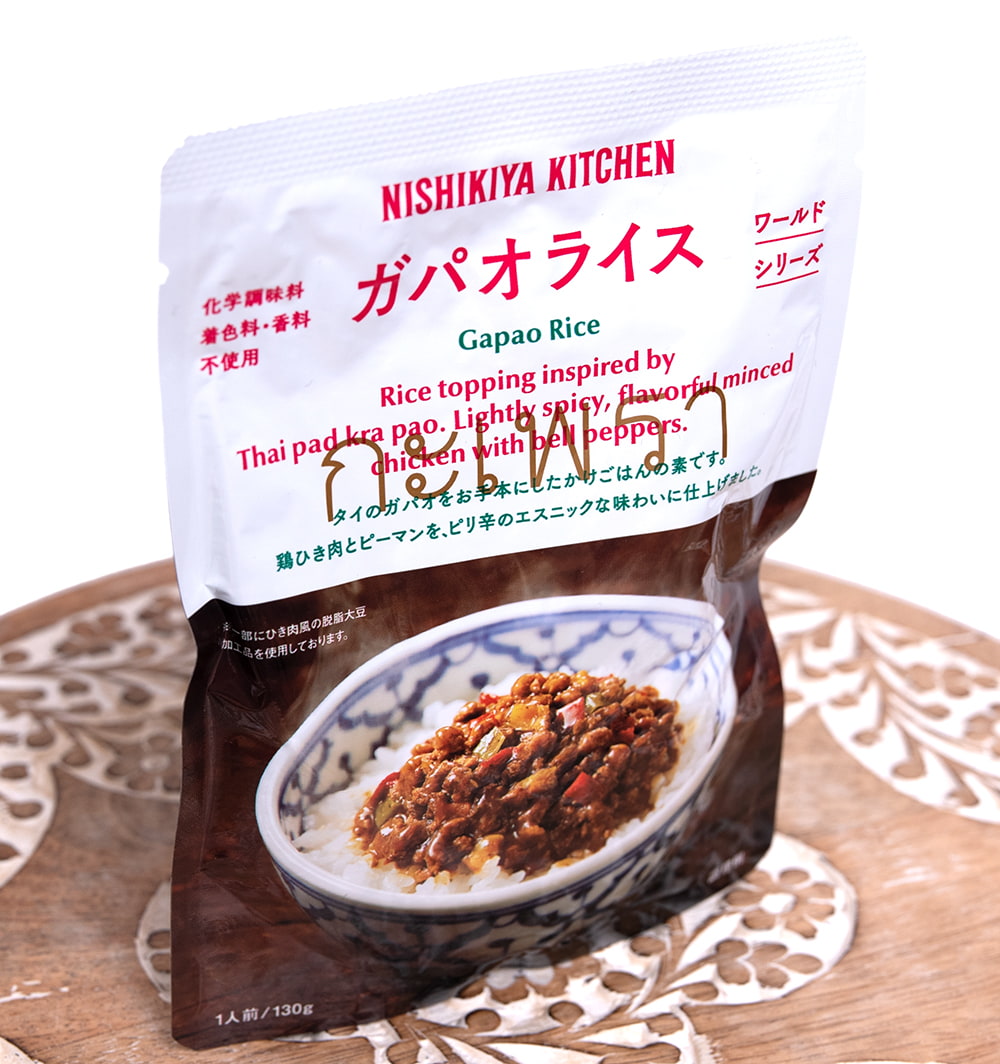 NISHIKIYA KITCHEN
ワールド
シリーズ
ガパオライス
化学調味料
着色料・香料
不使用
Gapao Rice
Rice topping inspired by
Thai pad kra pao. Lightly spicy, flavorful minced
chicken with bell peppers.
กะเพรา
タイのガパオをお手本にしたかけごはんの素です。
鶏ひき肉とピーマンを、ピリ辛のエスニックな味わいに仕上げました。
一部にひき肉風の脱脂大豆
加工品を使用しております。
1人前/130g